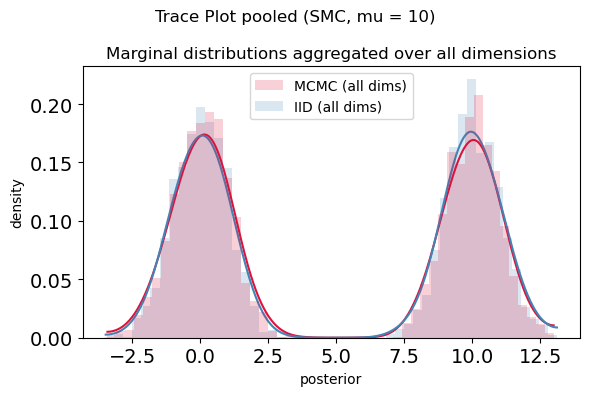 Trace Plot pooled (SMC, mu = 10)
Marginal distributions aggregated over all dimensions
MCMC (all dims)
IID (all dims)
density
0.20
0.15
0.10
0.05
0.00
−2.5 0.0 2.5 5.0 7.5 10.0 12.5
posterior